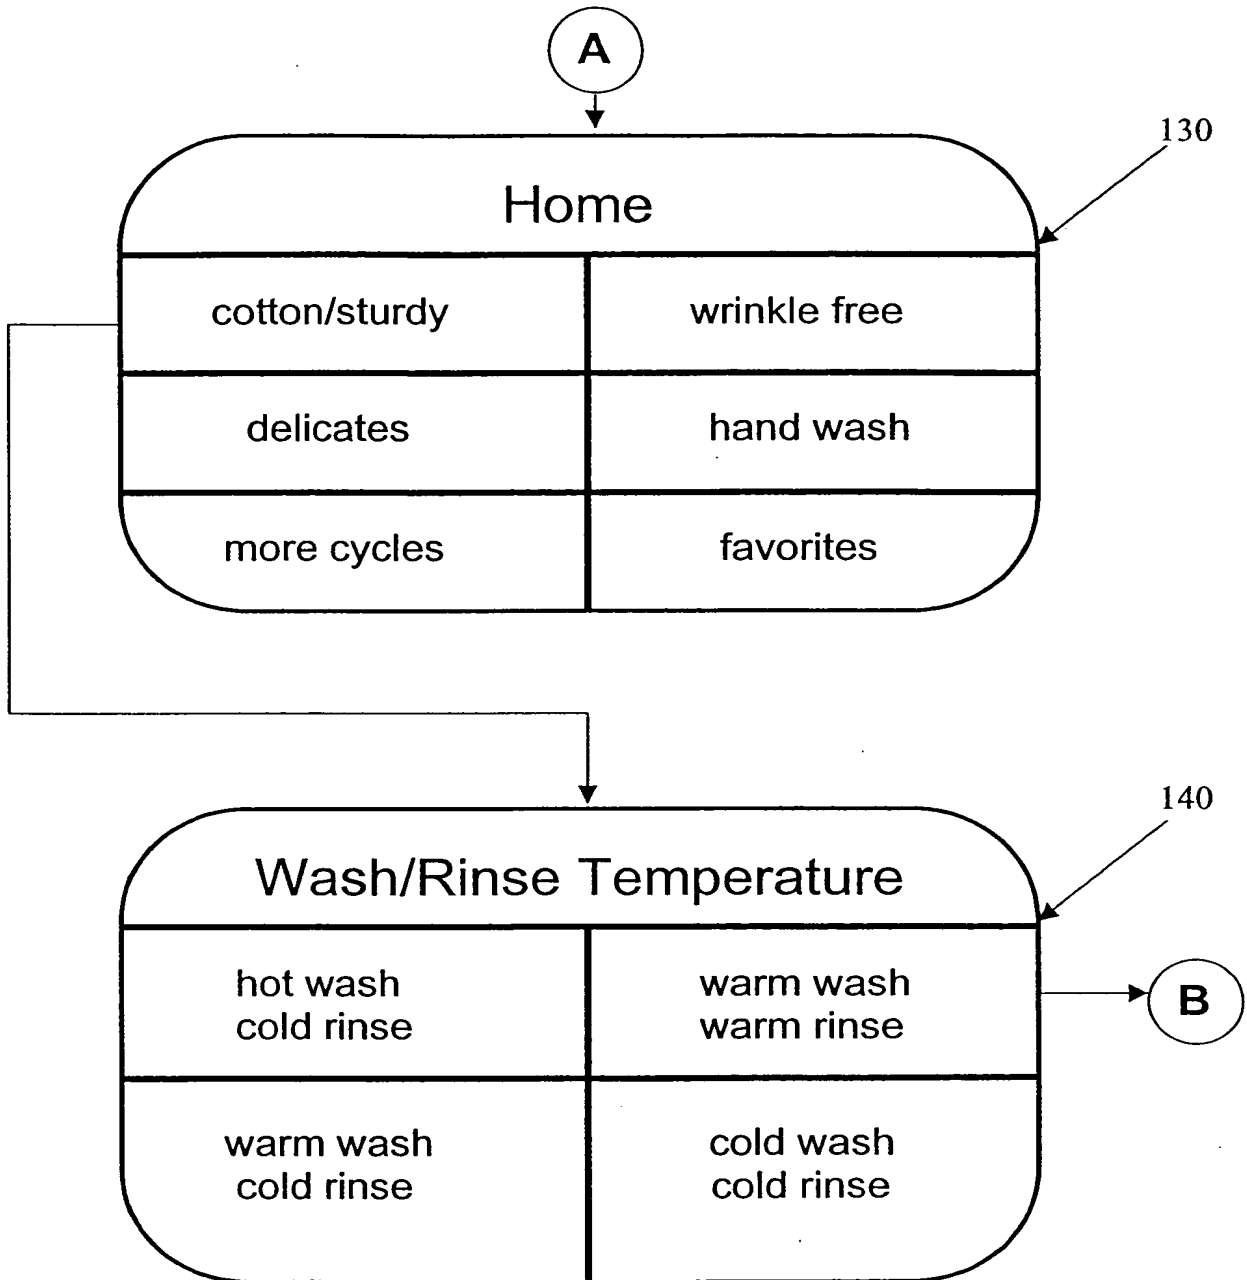 A
130
Home
cotton/sturdy
wrinkle free
delicates
hand wash
more cycles
favorites
140
Wash/Rinse Temperature
hot wash
cold rinse
warm wash
warm rinse
B
warm wash
cold rinse
cold wash
cold rinse